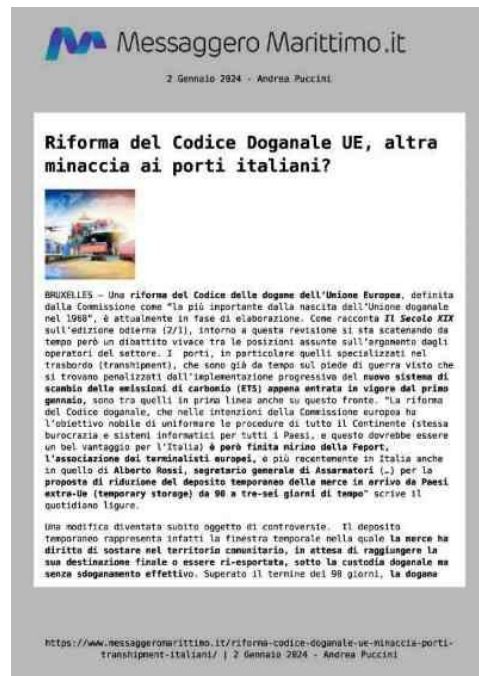 Messaggero Marittimo.it
2 Gennaio 2024 - Andrea Puccini
Riforma del Codice Doganale UE, altra
minaccia ai porti italiani?
BRUXELLES – Una riforma del Codice delle dogane dell'Unione Europea, definita
dalla Commissione come "la più importante dalla nascita dell'Unione doganale
nel 1968", è attualmente in fase di elaborazione. Come racconta Il Secolo XIX
sull'edizione odierna (2/1), intorno a questa revisione si sta scatenando da
tempo però un dibattito vivace tra le posizioni assunte sull'argomento dagli
operatori del settore. I porti, in particolare quelli specializzati nel
trasbordo (transhipment), che sono già da tempo sul piede di guerra visto che
si trovano penalizzati dall'implementazione progressiva del nuovo sistema di
scambio delle emissioni di carbonio (ETS) appena entrata in vigore dal primo
gennaio, sono tra quelli in prima linea anche su questo fronte. "La riforma
del Codice doganale, che nelle intenzioni della Commissione europea ha
l'obiettivo nobile di uniformare le procedure di tutto il Continente (stessa
burocrazia e sistemi informatici per tutti i Paesi, e questo dovrebbe essere
un bel vantaggio per l'Italia) è però finita nel mirino della Feport,
l'associazione dei terminalisti europei, e più recentemente in Italia anche
in quello di Alberto Rossi, segretario generale di Assarmatori (…) per la
proposta di riduzione del deposito temporaneo delle merce in arrivo da Paesi
extra-Ue (temporary storage) da 90 a tre-sei giorni di tempo" scrive il
quotidiano ligure.
Una modifica diventata subito oggetto di controversie. Il deposito
temporaneo rappresenta infatti la finestra temporale nella quale la merce ha
diritto di sostare nel territorio comunitario, in attesa di raggiungere la
sua destinazione finale o essere ri-esportata, sotto la custodia doganale ma
senza sdoganamento effettivo. Superato il termine dei 90 giorni, la dogana
https://www.messaggeromarittimo.it/riforma-codice-doganale-ue-minaccia-porti-
transhipment-italiani/ | 2 Gennaio 2024 - Andrea Puccini